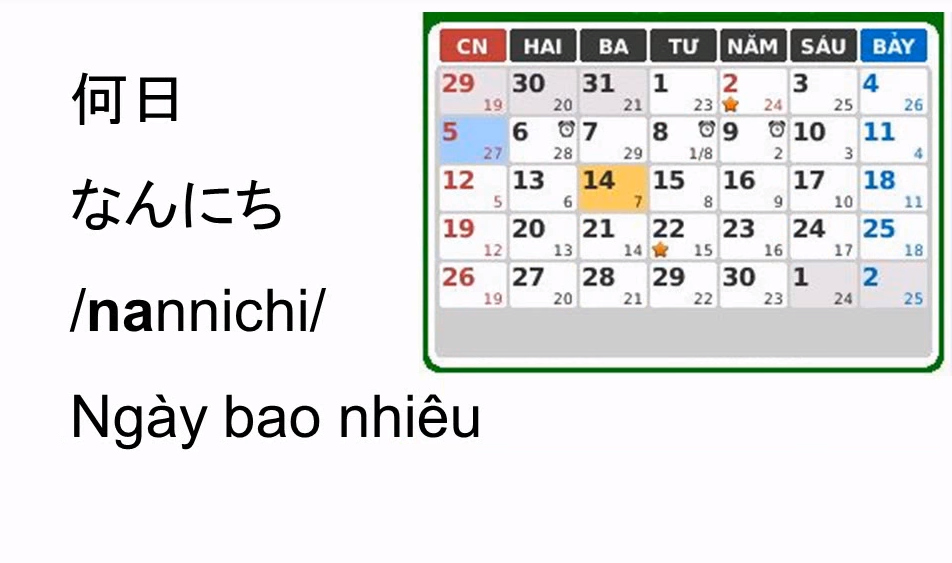 何日
なんにち
/nannichi/
Ngày bao nhiêu
CN HAI BA TƯ NĂM SÁU BẢY
29 19 30 20 31 21 1 23 2 24 3 25 4 26
5 27 6 28 7 29 8 1/8 9 2 10 3 11 4
12 5 13 6 14 7 15 8 16 9 17 10 18 11
19 12 20 13 21 14 22 15 23 16 24 17 25 18
26 19 27 20 28 21 29 22 30 23 1 24 2 25